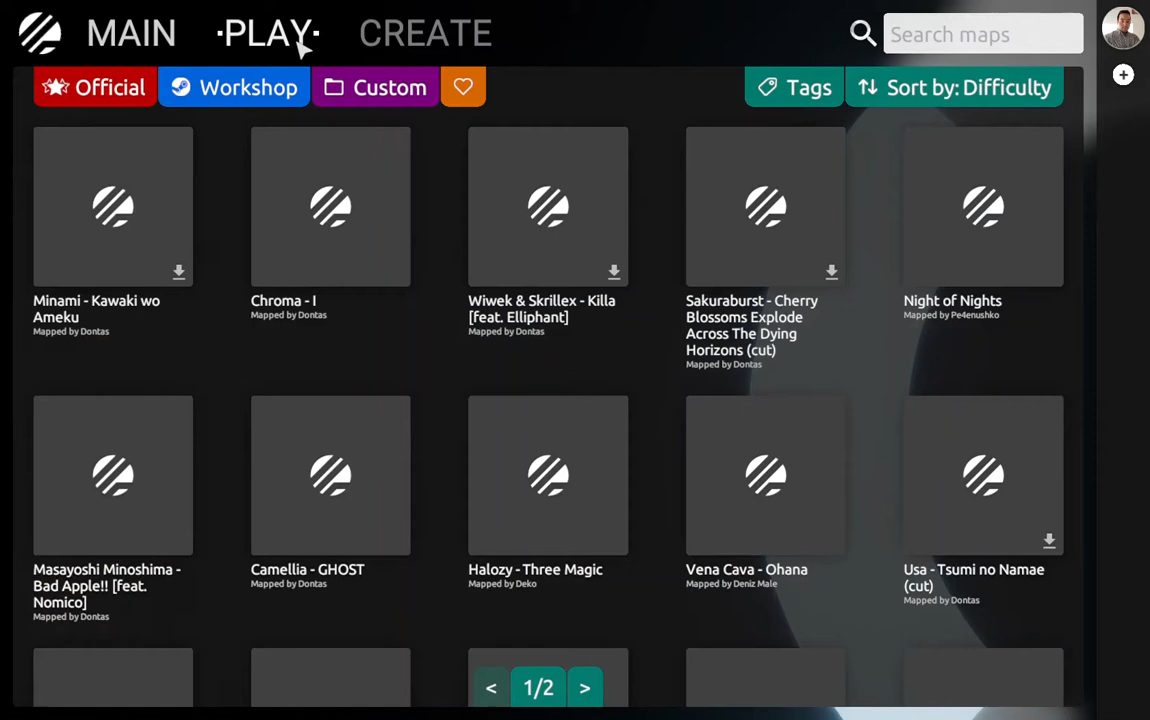 MAIN ·PLAY· CREATE Search maps
Official Workshop Custom Tags Sort by: Difficulty
Minami - Kawaki wo
Ameku
Mapped by Dontas
Chroma - I
Mapped by Dontas
Wiwek & Skrillex - Killa
[feat. Elliphant]
Mapped by Dontas
Sakuraburst - Cherry
Blossoms Explode
Across The Dying
Horizons (cut)
Mapped by Dontas
Night of Nights
Mapped by Pe4enushko
Masayoshi Minoshima -
Bad Apple!! [feat.
Nomico]
Mapped by Dontas
Camellia - GHOST
Mapped by Dontas
Halozy - Three Magic
Mapped by Deko
Vena Cava - Ohana
Mapped by Deniz Male
Usa - Tsumi no Namae
(cut)
Mapped by Dontas
< 1/2 >